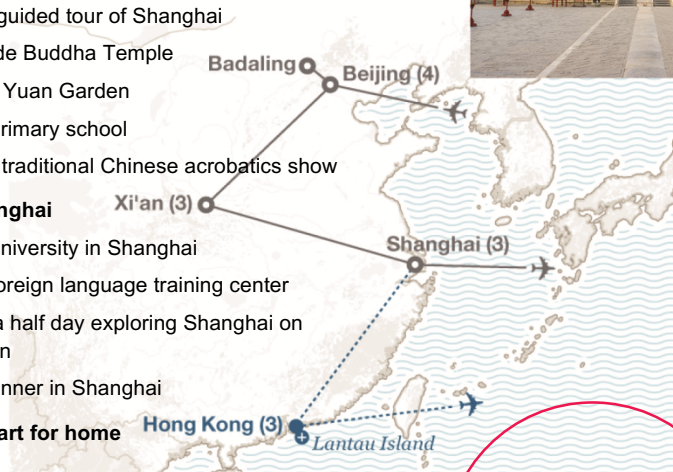 guided tour of Shanghai
de Buddha Temple
Yuan Garden
rimary school
traditional Chinese acrobatics show
nghai
niversity in Shanghai
oreign language training center
a half day exploring Shanghai on
n
nner in Shanghai
art for home
Badaling
Beijing (4)
Xi'an (3)
Shanghai (3)
Hong Kong (3)
Lantau Island